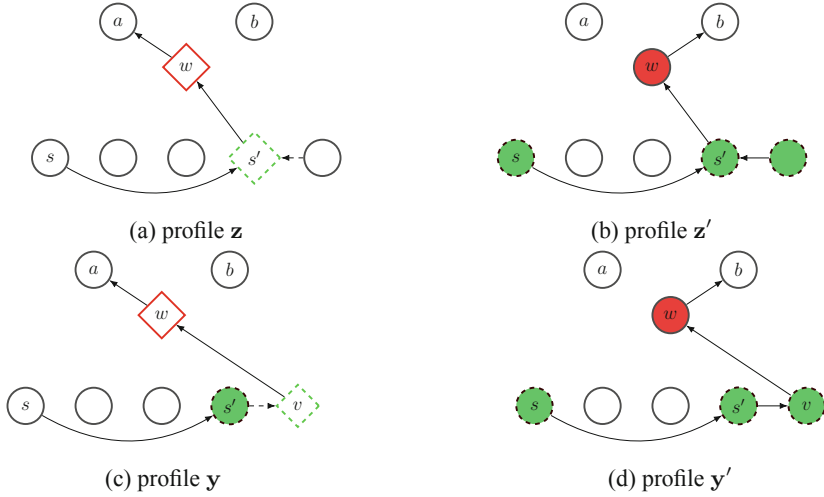 a b a b
w w
s s′ s s′
(a) profile z (b) profile z′
a b a b
w w
s s′ v s s′ v
(c) profile y (d) profile y′